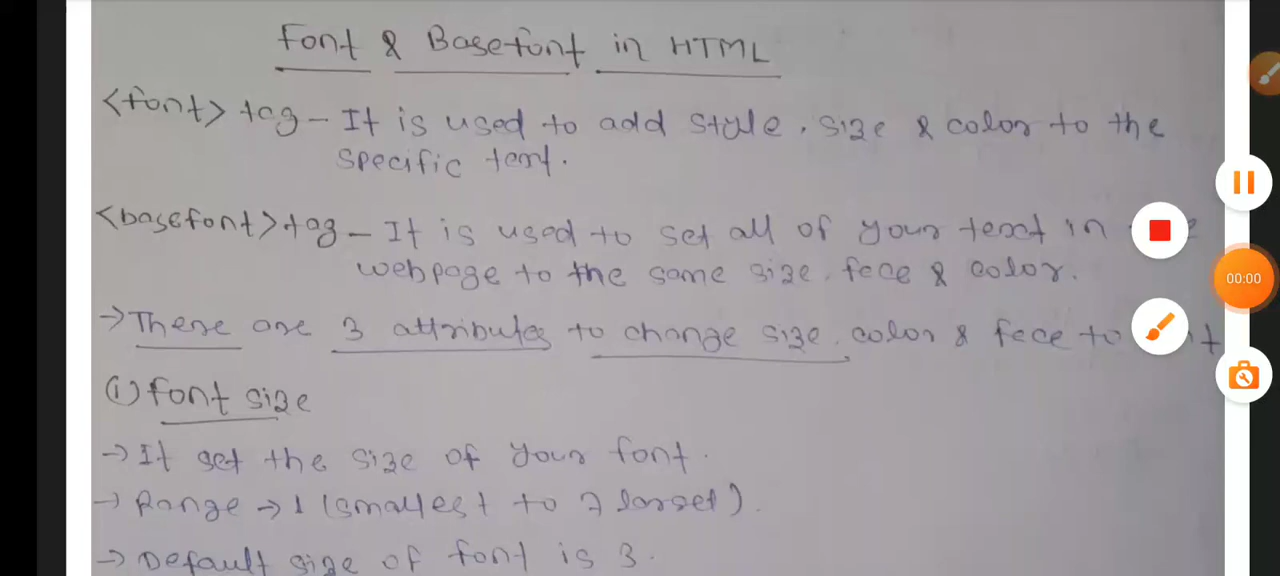 Font & Basefont in HTML
<font> tag - It is used to add style, size & color to the
specific text.
<basefont> tag - It is used to set all of your text in
webpage to the same size, fece & color.
→ There are 3 attributes to change size, color & fece to
(i) font size
→ It set the size of your font.
→ Range → 1 (smallest to 7 larset).
→ Default size of font is 3.
00:00